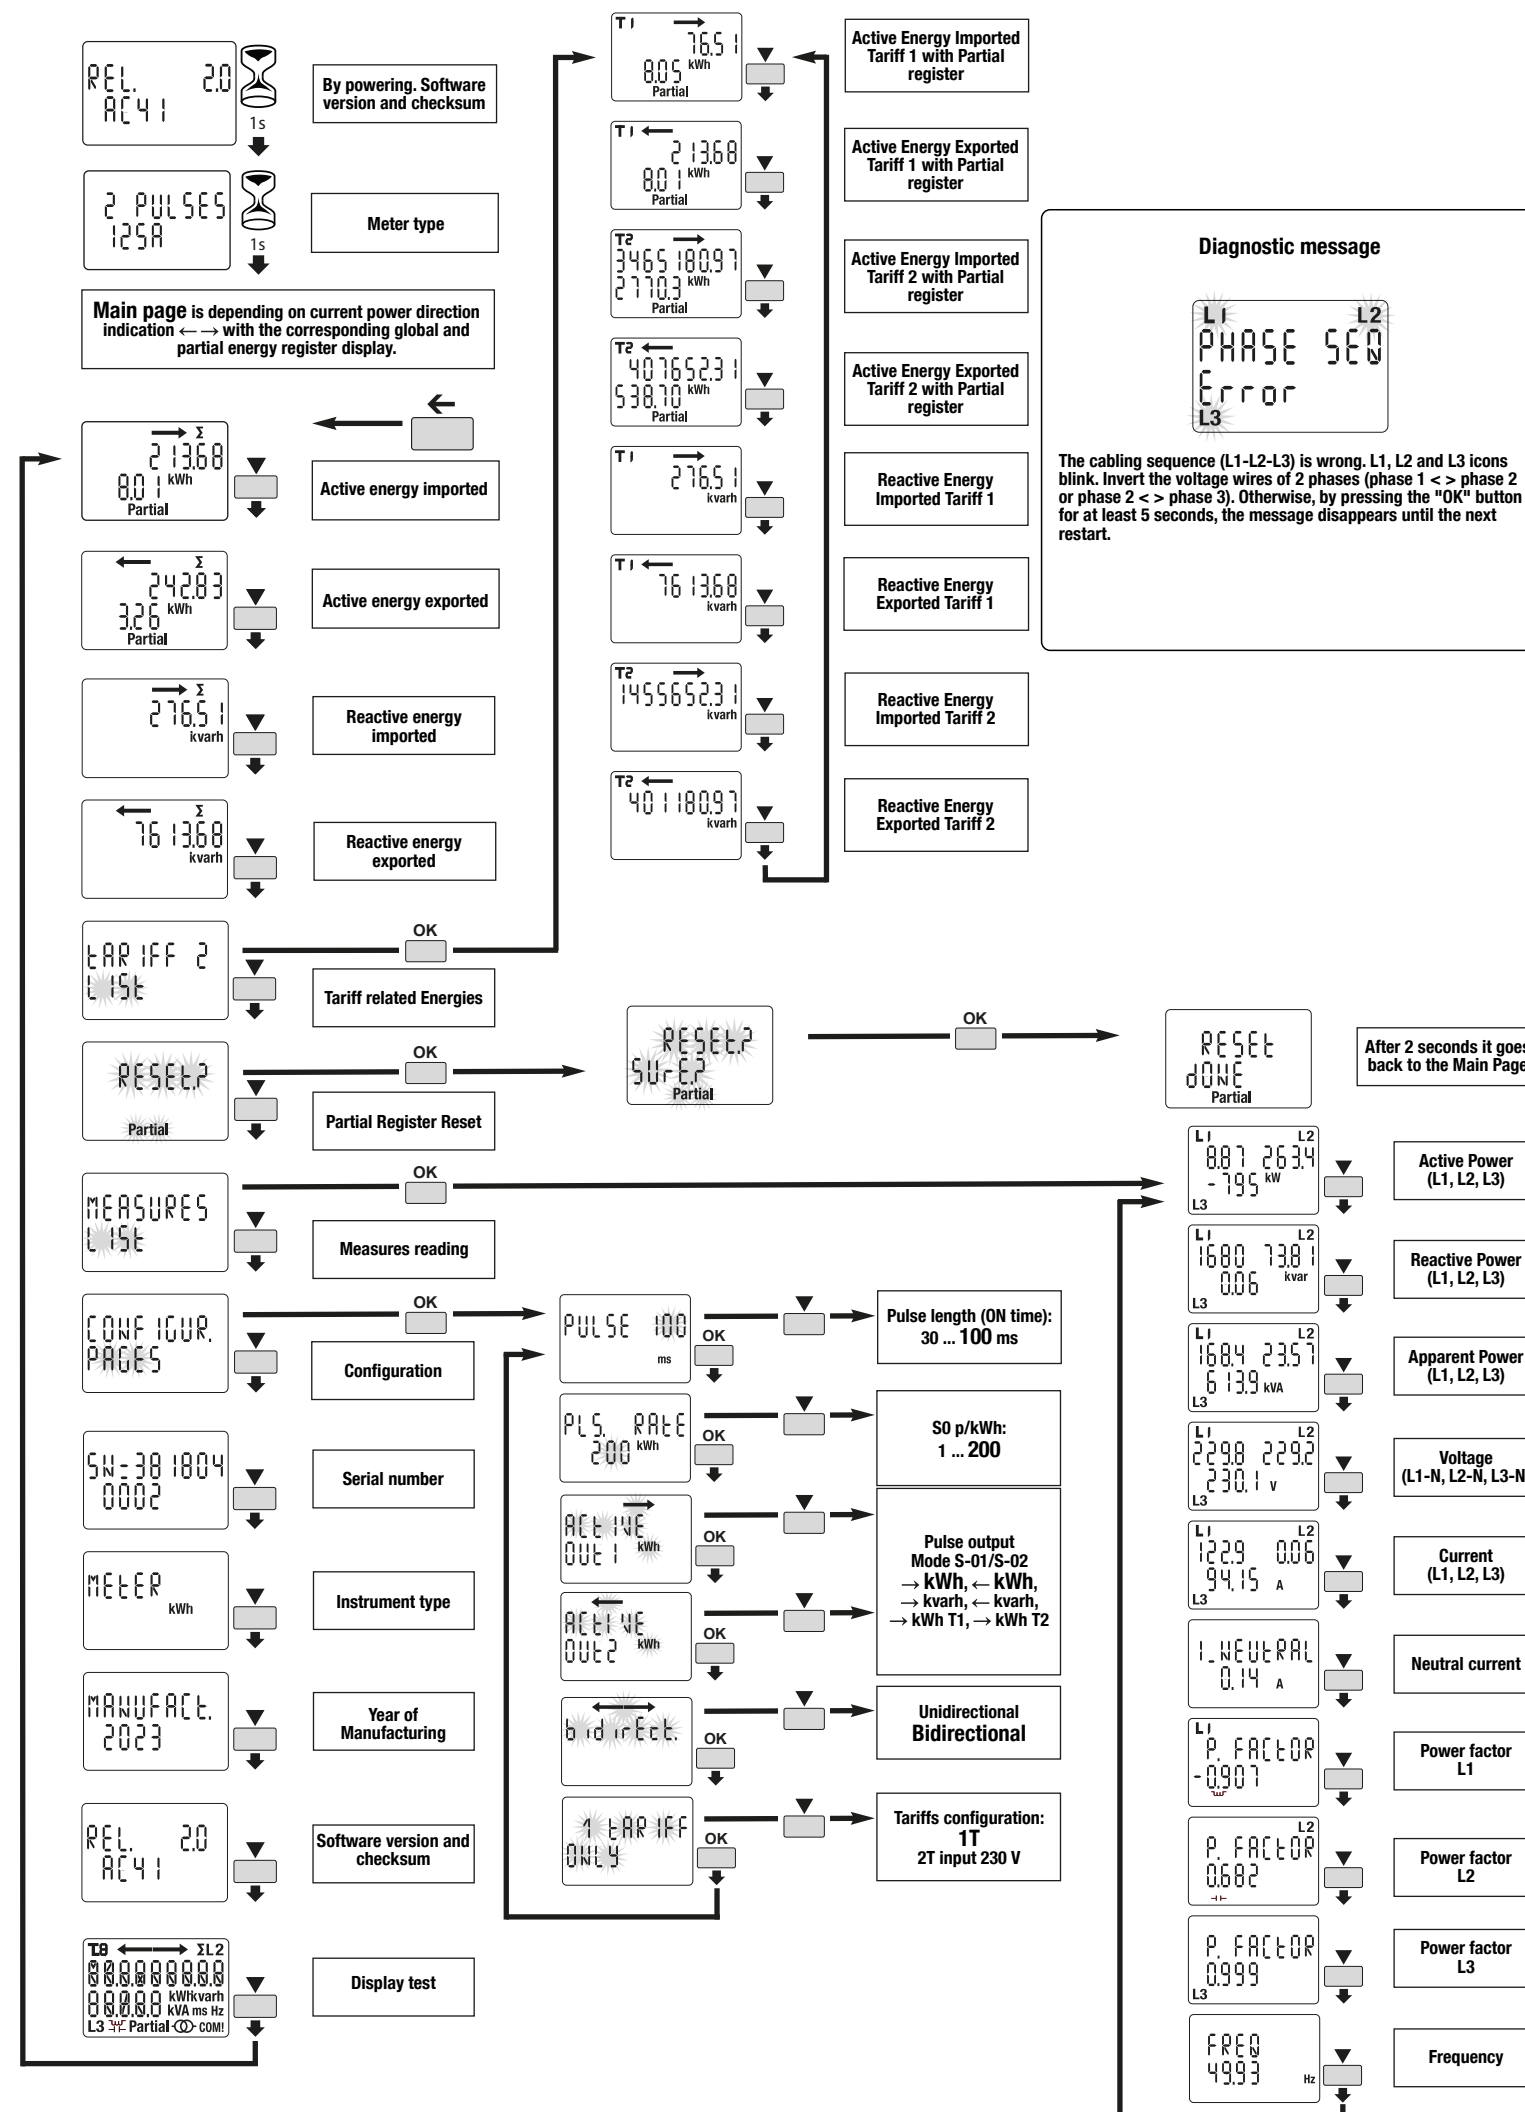 REL. 2.0
AC41
1s
By powering. Software
version and checksum
2 PULSES
125A
1s
Meter type
Main page is depending on current power direction
indication ← → with the corresponding global and
partial energy register display.
Σ
213.68
8.01 kWh
Partial
Active energy imported
Σ
242.83
3.26 kWh
Partial
Active energy exported
Σ
276.51
kvarh
Reactive energy
imported
Σ
7613.68
kvarh
Reactive energy
exported
tARIFF 2
LISt
OK
Tariff related Energies
RESEt.?
Partial
OK
Partial Register Reset
MEASURES
LISt
OK
Measures reading
CONFIGUR.
PAGES
OK
Configuration
SN-381804
0002
Serial number
MEtER
kWh
Instrument type
MANUFACt.
2023
Year of
Manufacturing
REL. 2.0
AC41
Software version and
checksum
T.8 ΣL2
kWhkvarh
kVA ms Hz
L3 Partial COM!
Display test
T1
76.51
8.05 kWh
Partial
Active Energy Imported
Tariff 1 with Partial
register
T1
213.68
8.01 kWh
Partial
Active Energy Exported
Tariff 1 with Partial
register
T2
3465180.97
2770.3 kWh
Partial
Active Energy Imported
Tariff 2 with Partial
register
T2
407652.31
538.70 kWh
Partial
Active Energy Exported
Tariff 2 with Partial
register
T1
276.51
kvarh
Reactive Energy
Imported Tariff 1
T1
7613.68
kvarh
Reactive Energy
Exported Tariff 1
T2
1455652.31
kvarh
Reactive Energy
Imported Tariff 2
T2
401180.97
kvarh
Reactive Energy
Exported Tariff 2
Diagnostic message
L1 L2
PHASE SEQ
Error
L3
The cabling sequence (L1-L2-L3) is wrong. L1, L2 and L3 icons
blink. Invert the voltage wires of 2 phases (phase 1 < > phase 2
or phase 2 < > phase 3). Otherwise, by pressing the "OK" button
for at least 5 seconds, the message disappears until the next
restart.
RESEt.?
SUrE.?
Partial
OK
RESEt
dONE
Partial
After 2 seconds it goes
back to the Main Page
PULSE 100
ms
OK
Pulse length (ON time):
30 ... 100 ms
PLS. RAtE
200 kWh
OK
S0 p/kWh:
1 ... 200
ACtIVE
OUt1 kWh
OK
ACtIVE
OUt2 kWh
OK
Pulse output
Mode S-01/S-02
→ kWh, ← kWh,
→ kvarh, ← kvarh,
→ kWh T1, → kWh T2
bidirEct.
OK
Unidirectional
Bidirectional
1 tARIFF
ONLY
OK
Tariffs configuration:
1T
2T input 230 V
L1 L2
8.87 263.4
-795 kW
L3
Active Power
(L1, L2, L3)
L1 L2
1680 73.81
0.06 kvar
L3
Reactive Power
(L1, L2, L3)
L1 L2
168.4 23.57
613.9 kVA
L3
Apparent Power
(L1, L2, L3)
L1 L2
229.8 229.2
230.1 V
L3
Voltage
(L1-N, L2-N, L3-N
L1 L2
122.9 0.06
94.15 A
L3
Current
(L1, L2, L3)
I_NEUtRAL
0.14 A
Neutral current
L1
P. FACtOR
-0.907
Power factor
L1
L2
P. FACtOR
0.682
Power factor
L2
P. FACtOR
0.999
L3
Power factor
L3
FREQ
49.93 Hz
Frequency